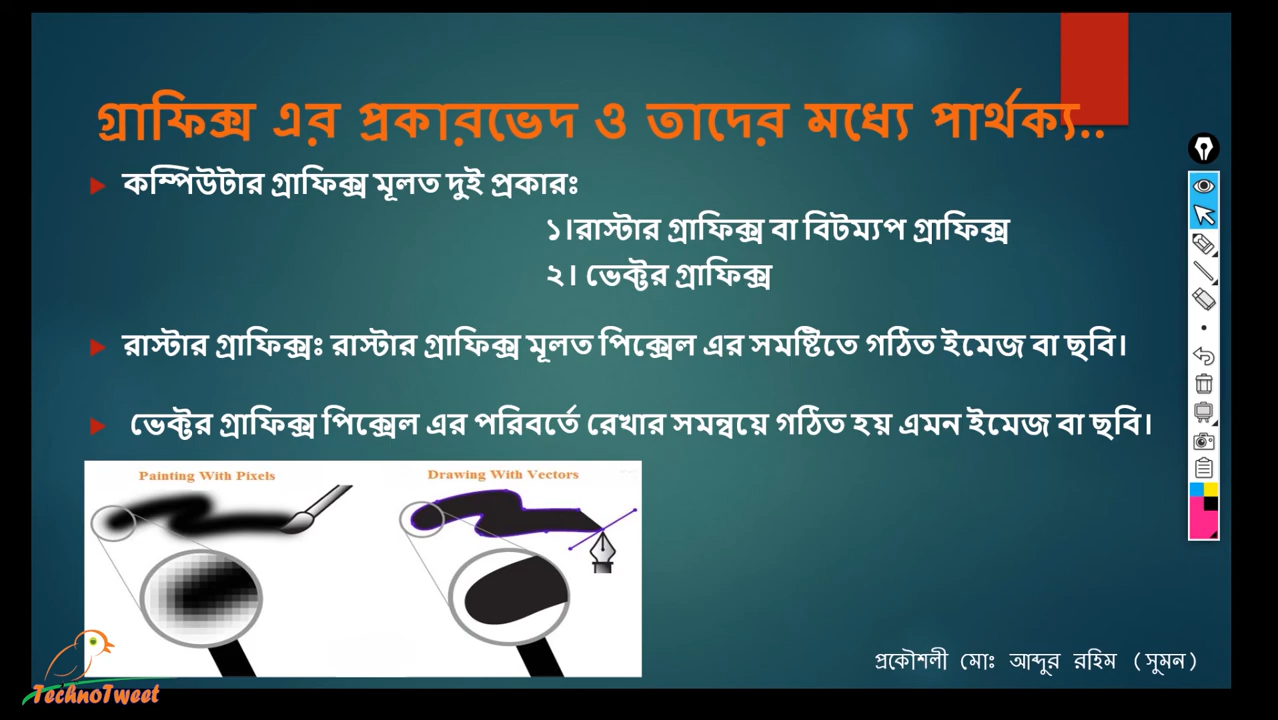 গ্রাফিক্স এর প্রকারভেদ ও তাদের মধ্যে পার্থক্য..
কম্পিউটার গ্রাফিক্স মূলত দুই প্রকারঃ
১।রাস্টার গ্রাফিক্স বা বিটম্যপ গ্রাফিক্স
২। ভেক্টর গ্রাফিক্স
রাস্টার গ্রাফিক্সঃ রাস্টার গ্রাফিক্স মূলত পিক্সেল এর সমষ্টিতে গঠিত ইমেজ বা ছবি।
ভেক্টর গ্রাফিক্স পিক্সেল এর পরিবর্তে রেখার সমন্বয়ে গঠিত হয় এমন ইমেজ বা ছবি।
Painting With Pixels
Drawing With Vectors
প্রকৌশলী মোঃ আব্দুর রহিম (সুমন)
TechnoTweet